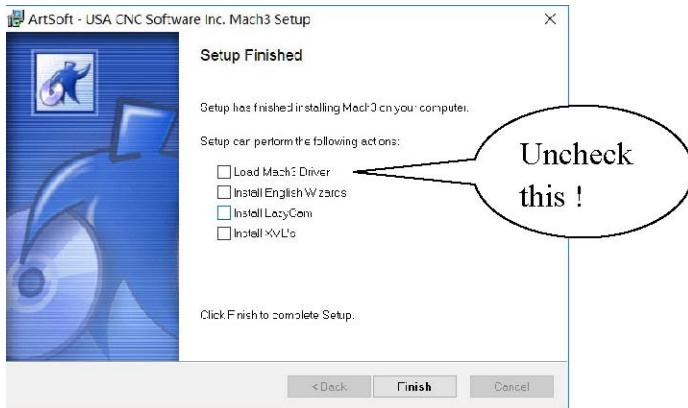 ArtSoft - USA CNC Software Inc. Mach3 Setup
Setup Finished
Setup has finished installing Mach3 on your computer.
Setup can perform the following actions:
Load Mach3 Driver
Install English Wizards
Install LazyCam
Install XML's
Uncheck
this !
Click Finish to complete Setup.
< Back
Finish
Cancel